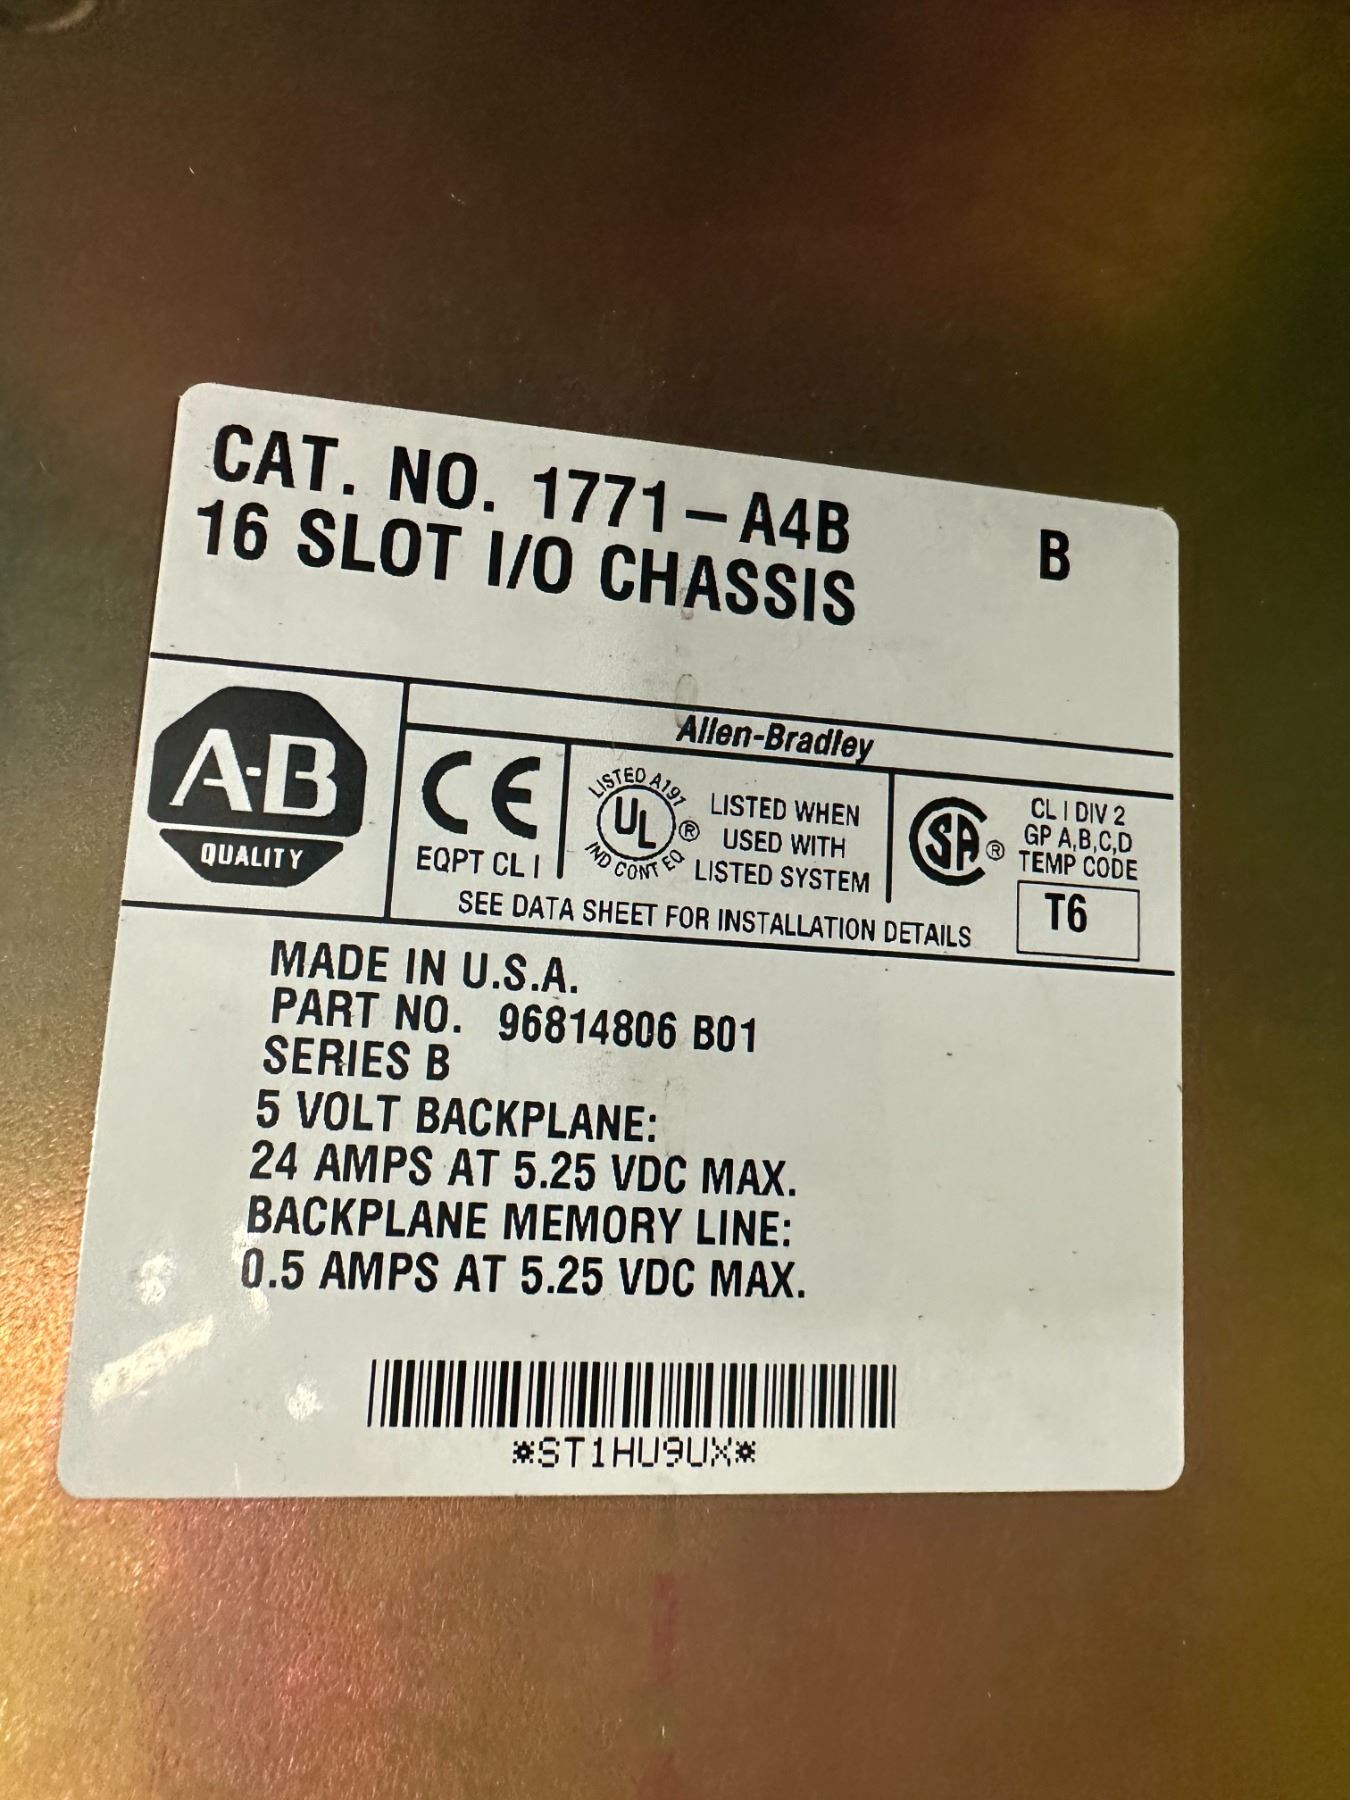 CAT. NO. 1771-A4B B
16 SLOT I/O CHASSIS
Allen-Bradley
A-B
QUALITY
CE
EQPT CL I
LISTED A197
UL ®
IND CONT EQ
LISTED WHEN
USED WITH
LISTED SYSTEM
SA ®
CL I DIV 2
GP A,B,C,D
TEMP CODE
T6
SEE DATA SHEET FOR INSTALLATION DETAILS
MADE IN U.S.A.
PART NO. 96814806 B01
SERIES B
5 VOLT BACKPLANE:
24 AMPS AT 5.25 VDC MAX.
BACKPLANE MEMORY LINE:
0.5 AMPS AT 5.25 VDC MAX.
*ST1HU9UX*